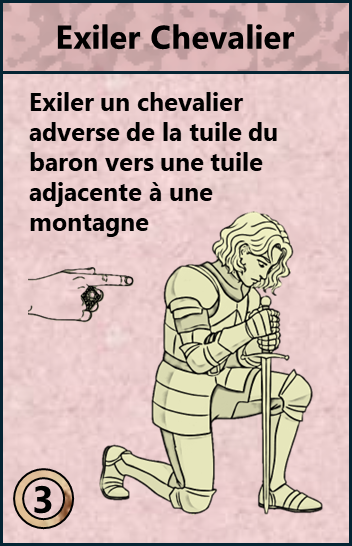 Exiler Chevalier
Exiler un chevalier
adverse de la tuile du
baron vers une tuile
adjacente à une
montagne
3